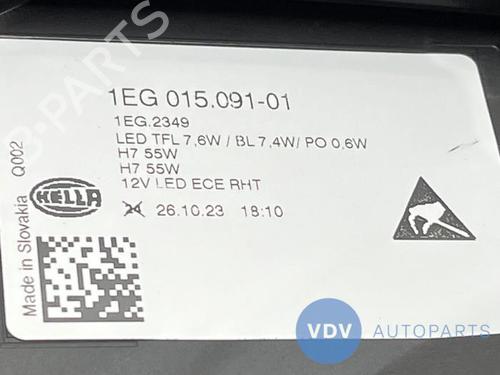 1EG 015.091-01
1EG.2349
LED TFL 7,6W / BL 7,4W/ PO 0,6W
H7 55W
H7 55W
12V LED ECE RHT
24 26.10.23 18:10
HELLA
Made in Slovakia Q002
B-PARTS
VDV AUTOPARTS